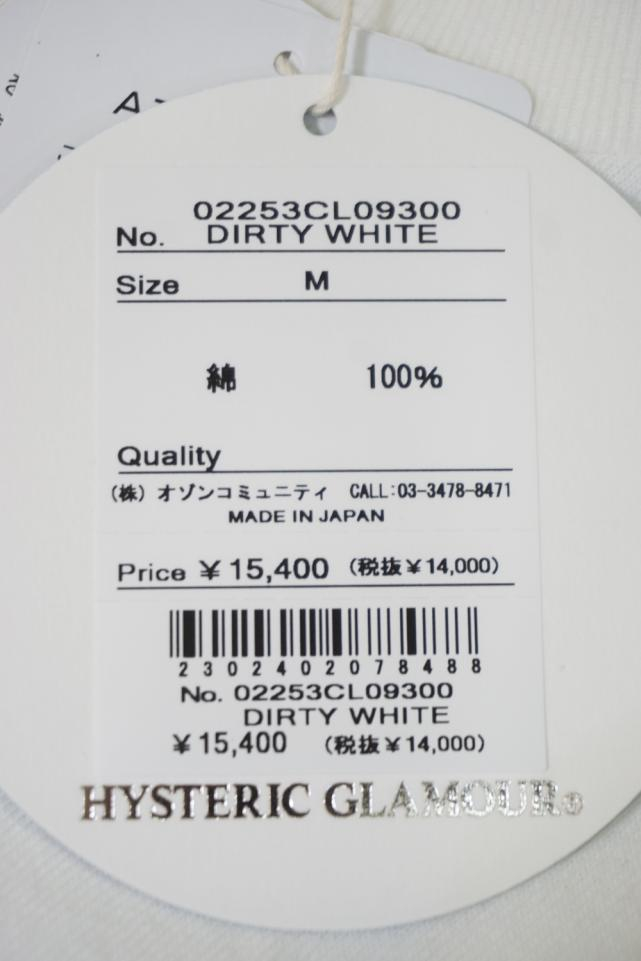 02253CL09300
No. DIRTY WHITE
Size M
綿 100%
Quality
(株) オゾンコミュニティ CALL:03-3478-8471
MADE IN JAPAN
Price ¥15,400 (税抜¥14,000)
2302402078488
No. 02253CL09300
DIRTY WHITE
¥15,400 (税抜¥14,000)
HYSTERIC GLAMOUR®